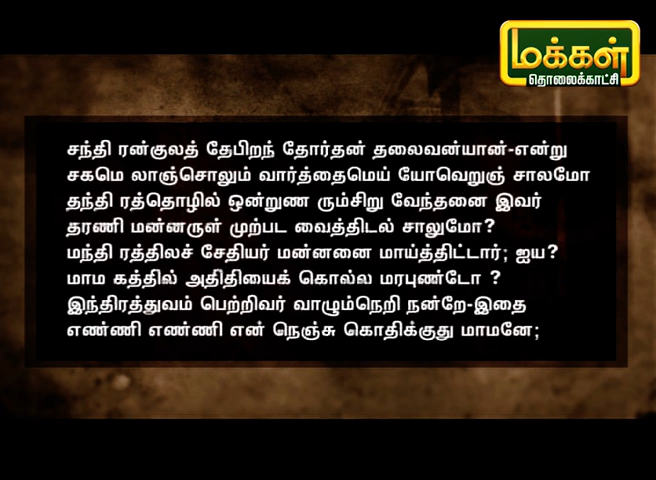 மக்கள்
தொலைக்காட்சி
சந்தி ரன்குலத் தேபிறந் தோர்தன் தலைவன்யான்-என்று
சகமெ லாஞ்சொலும் வார்த்தைமெய் யோவெறுஞ் சாலமோ
தந்தி ரத்தொழில் ஒன்றுண ரும்சிறு வேந்தனை இவர்
தரணி மன்னருள் முற்பட வைத்திடல் சாலுமோ?
மந்தி ரத்திலச் சேதியர் மன்னனை மாய்த்திட்டார்; ஐய?
மாம கத்தில் அதிதியைக் கொல்ல மரபுண்டோ ?
இந்திரத்துவம் பெற்றிவர் வாழும்நெறி நன்றே-இதை
எண்ணி எண்ணி என் நெஞ்சு கொதிக்குது மாமனே;